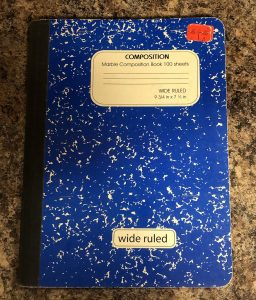 COMPOSITION
Marble Composition Book 100 sheets
WIDE RULED
9 3/4 in x 7 ½ in
wide ruled